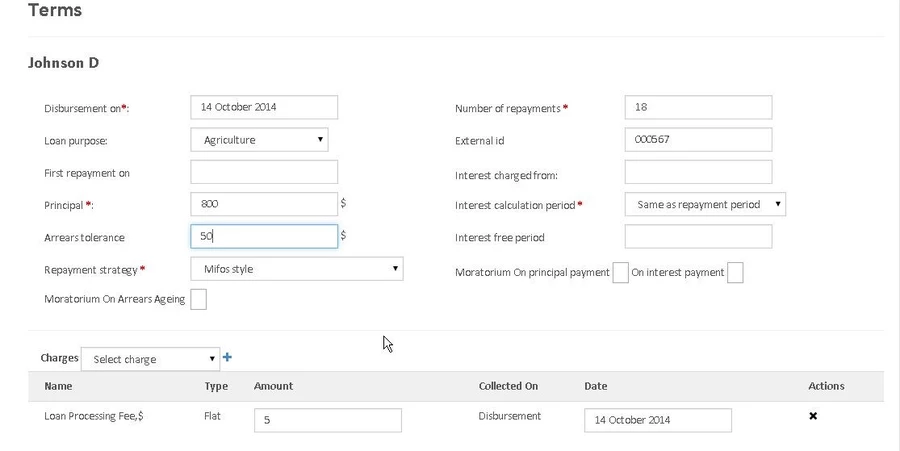 Terms
Johnson D
Disbursement on*: 14 October 2014 Number of repayments * 18
Loan purpose: Agriculture External id 000567
First repayment on Interest charged from:
Principal *: 800 $ Interest calculation period * Same as repayment period
Arrears tolerance 50 $ Interest free period
Repayment strategy * Mifos style Moratorium On principal payment On interest payment
Moratorium On Arrears Ageing
Charges Select charge +
Name Type Amount Collected On Date Actions
Loan Processing Fee,$ Flat 5 Disbursement 14 October 2014